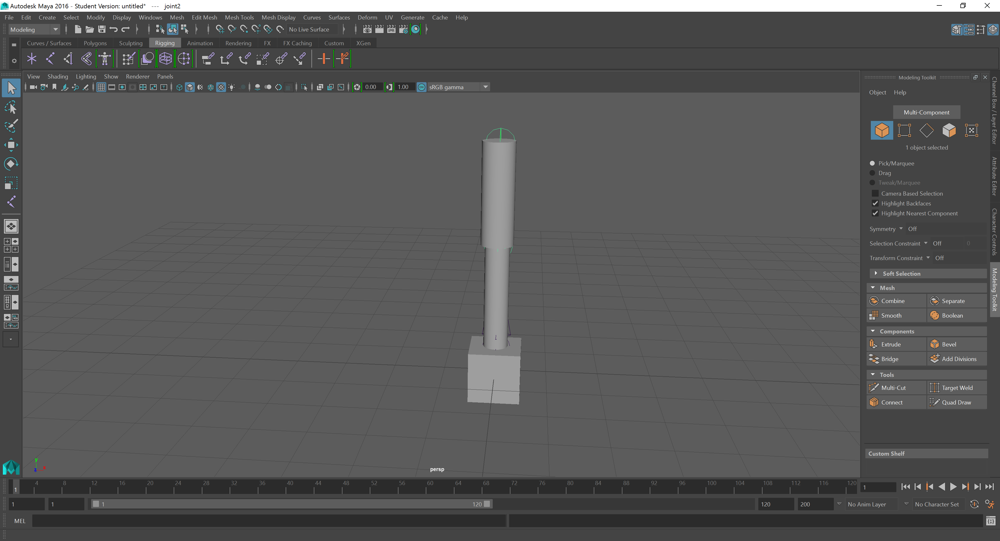 Autodesk Maya 2016 - Student Version: untitled* --- joint2
File Edit Create Select Modify Display Windows Mesh Edit Mesh Mesh Tools Mesh Display Curves Surfaces Deform UV Generate Cache Help
Modeling No Live Surface IPR
Curves / Surfaces Polygons Sculpting Rigging Animation Rendering FX FX Caching Custom XGen
View Shading Lighting Show Renderer Panels
0.00 1.00 ON sRGB gamma
Modeling Toolkit
Object Help
Multi-Component
1 object selected
Pick/Marquee
Drag
Tweak/Marquee
Camera Based Selection
Highlight Backfaces
Highlight Nearest Component
Symmetry Off
Selection Constraint Off 0
Transform Constraint Off
Soft Selection
Mesh
Combine Separate
Smooth Boolean
Components
Extrude Bevel
Bridge Add Divisions
Tools
Multi-Cut Target Weld
Connect Quad Draw
Custom Shelf
Channel Box / Layer Editor
Attribute Editor
Character Controls
Modeling Toolkit
y
z x
persp
1 4 8 12 16 20 24 28 32 36 40 44 48 52 56 60 64 68 72 76 80 84 88 92 96 100 104 108 112 116 120 1
1 1 1 120 120 200 No Anim Layer No Character Set
MEL